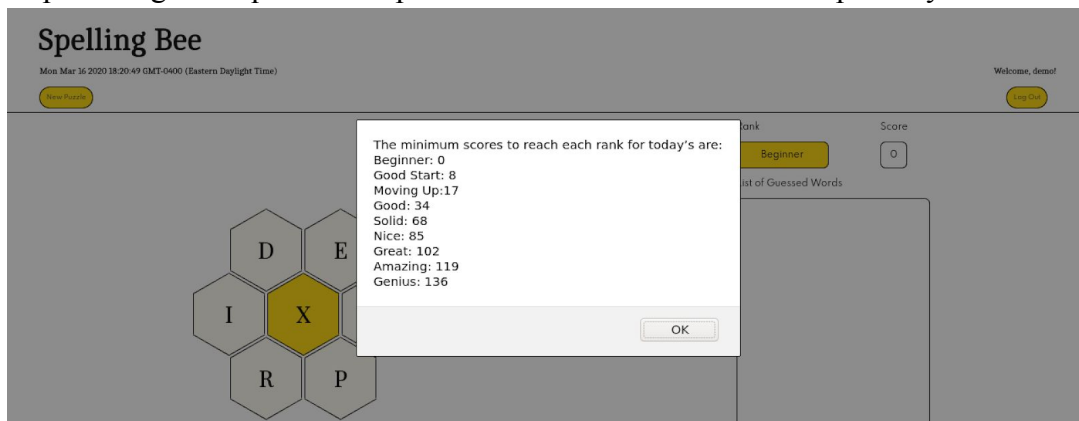 Spelling Bee
Mon Mar 16 2020 18:20:49 GMT-0400 (Eastern Daylight Time)
Welcome, demo!
New Puzzle
Log Out
The minimum scores to reach each rank for today's are:
Beginner: 0
Good Start: 8
Moving Up:17
Good: 34
Solid: 68
Nice: 85
Great: 102
Amazing: 119
Genius: 136
OK
Score
Beginner
0
List of Guessed Words
D
E
I
X
R
P